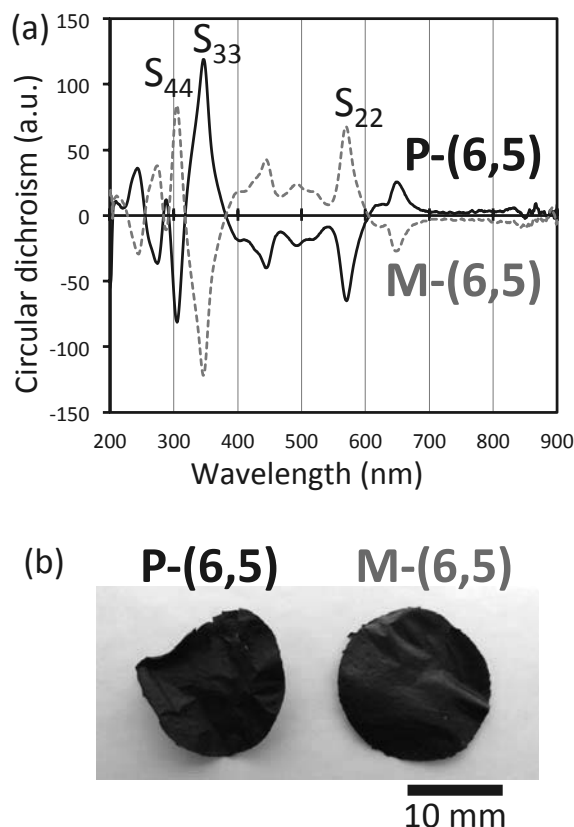 (a)
150
100
50
0
-50
-100
-150
Circular dichroism (a.u.)
S44
S33
S22
P-(6,5)
M-(6,5)
200 300 400 500 600 700 800 900
Wavelength (nm)
(b)
P-(6,5) M-(6,5)
10 mm